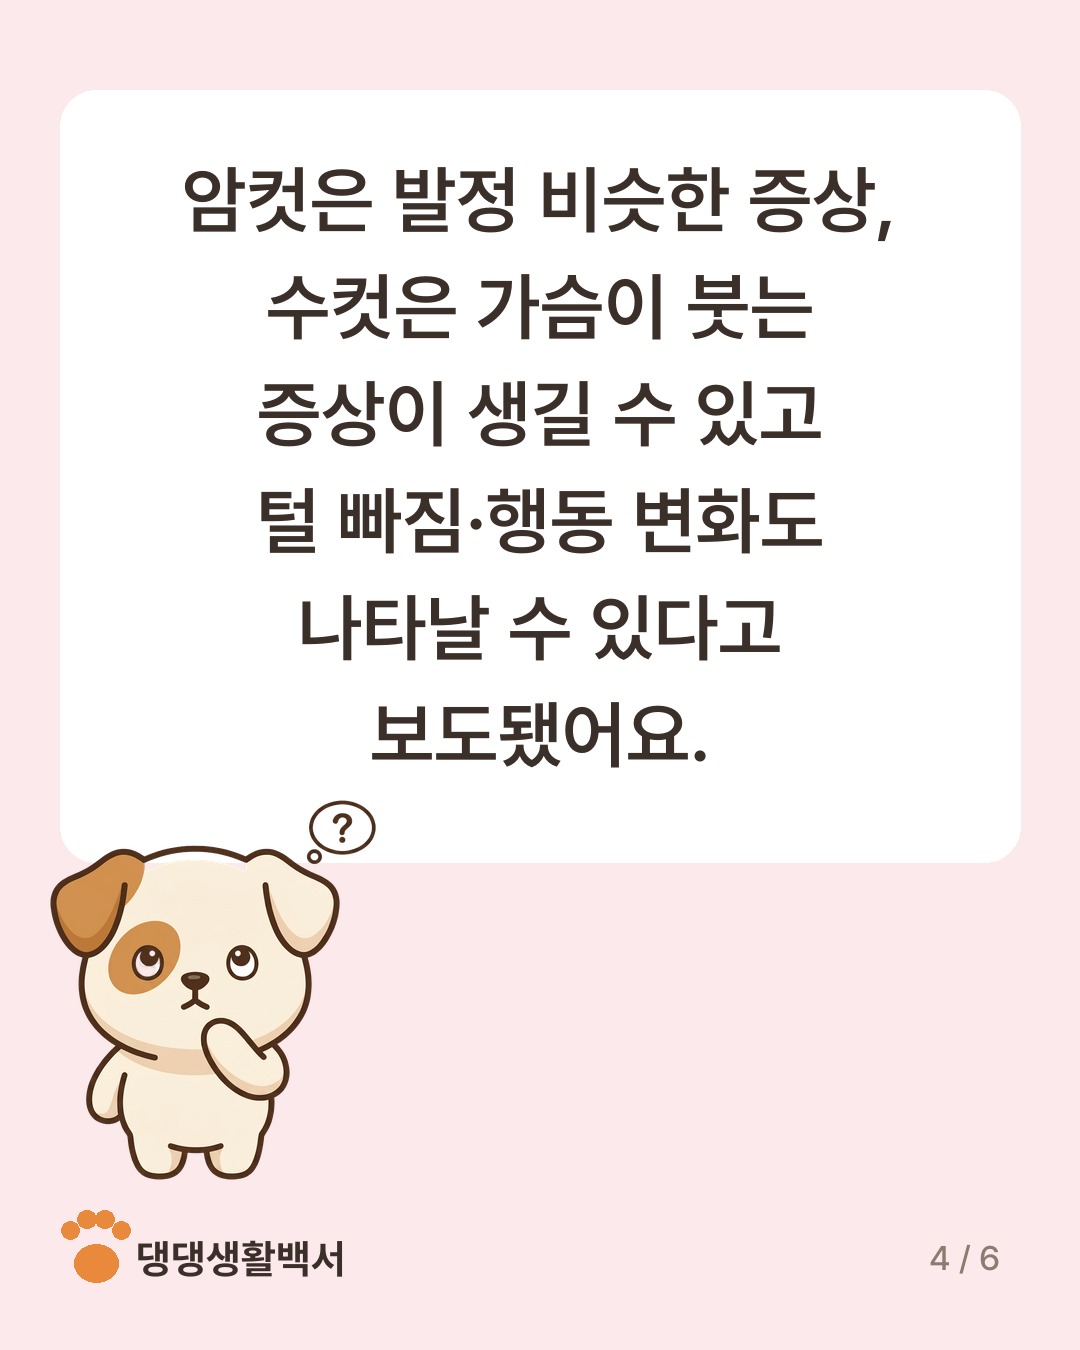 암컷은 발정 비슷한 증상,
수컷은 가슴이 붓는
증상이 생길 수 있고
털 빠짐·행동 변화도
나타날 수 있다고
보도됐어요.
?
댕댕생활백서
4 / 6